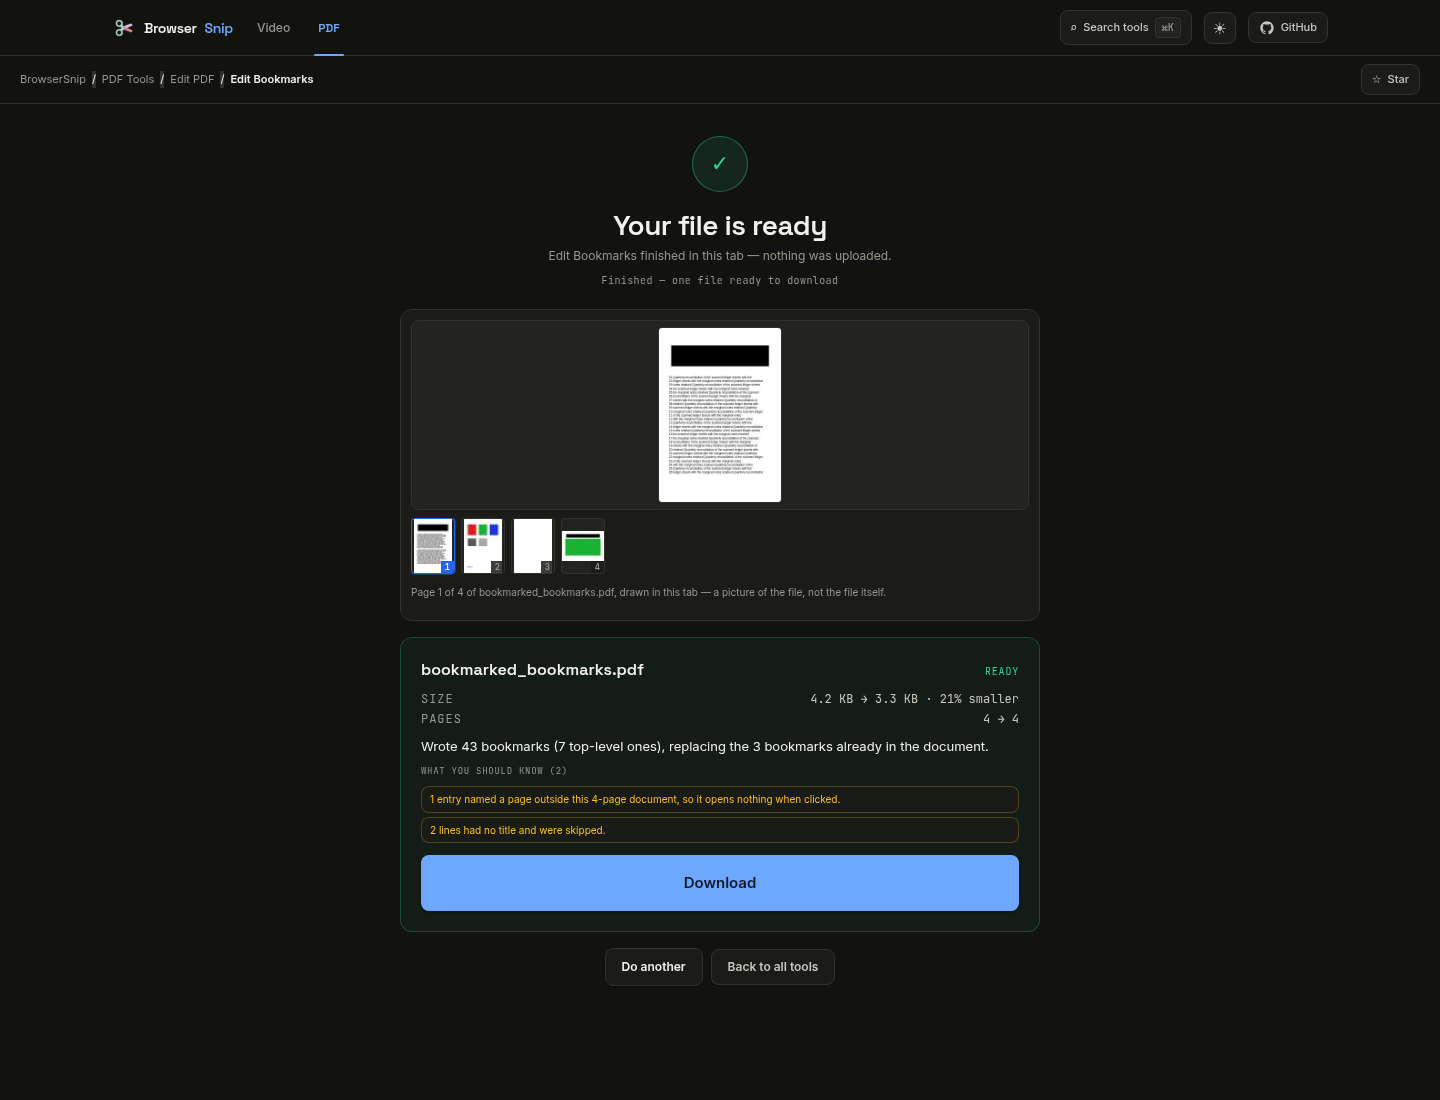 Browser Snip Video PDF Search tools ⌘K GitHub
BrowserSnip / PDF Tools / Edit PDF / Edit Bookmarks ☆ Star
✓
Your file is ready
Edit Bookmarks finished in this tab — nothing was uploaded.
Finished — one file ready to download
1 2 3 4
Page 1 of 4 of bookmarked_bookmarks.pdf, drawn in this tab — a picture of the file, not the file itself.
bookmarked_bookmarks.pdf READY
SIZE 4.2 KB → 3.3 KB · 21% smaller
PAGES 4 → 4
Wrote 43 bookmarks (7 top-level ones), replacing the 3 bookmarks already in the document.
WHAT YOU SHOULD KNOW (2)
1 entry named a page outside this 4-page document, so it opens nothing when clicked.
2 lines had no title and were skipped.
Download
Do another Back to all tools